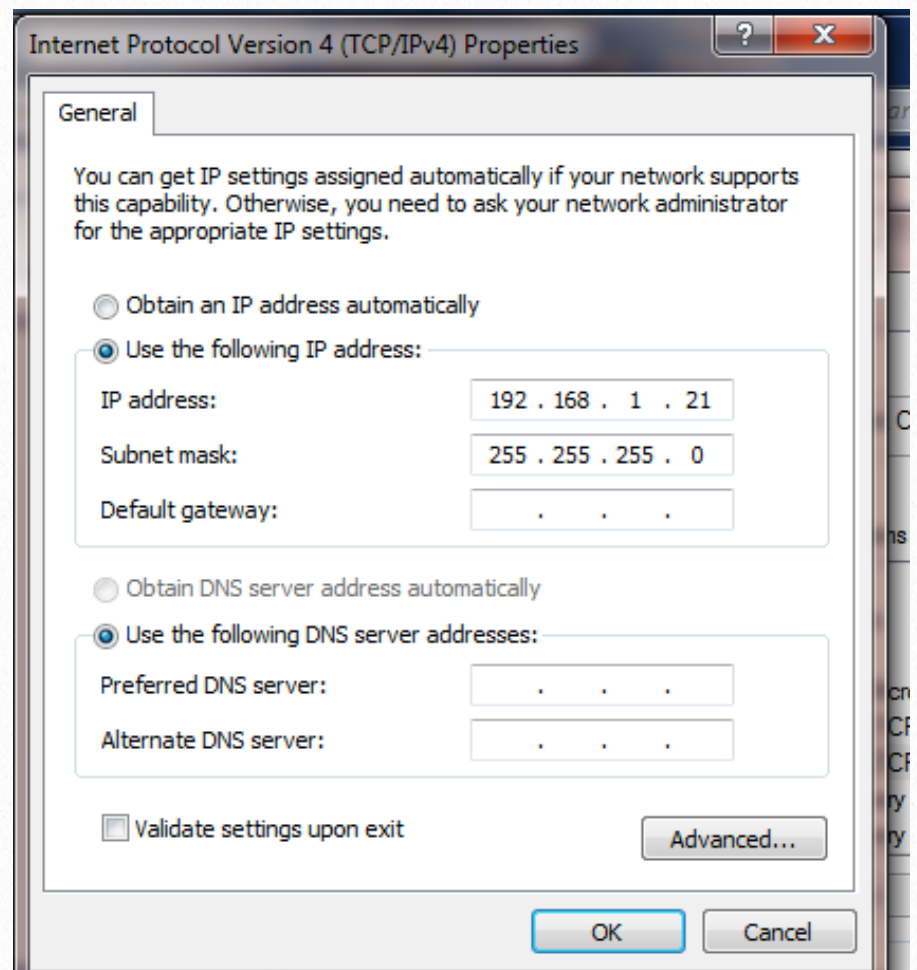 Internet Protocol Version 4 (TCP/IPv4) Properties
?
x
General
You can get IP settings assigned automatically if your network supports
this capability. Otherwise, you need to ask your network administrator
for the appropriate IP settings.
Obtain an IP address automatically
Use the following IP address:
IP address: 192 . 168 . 1 . 21
Subnet mask: 255 . 255 . 255 . 0
Default gateway: . . .
Obtain DNS server address automatically
Use the following DNS server addresses:
Preferred DNS server: . . .
Alternate DNS server: . . .
Validate settings upon exit
Advanced...
OK Cancel